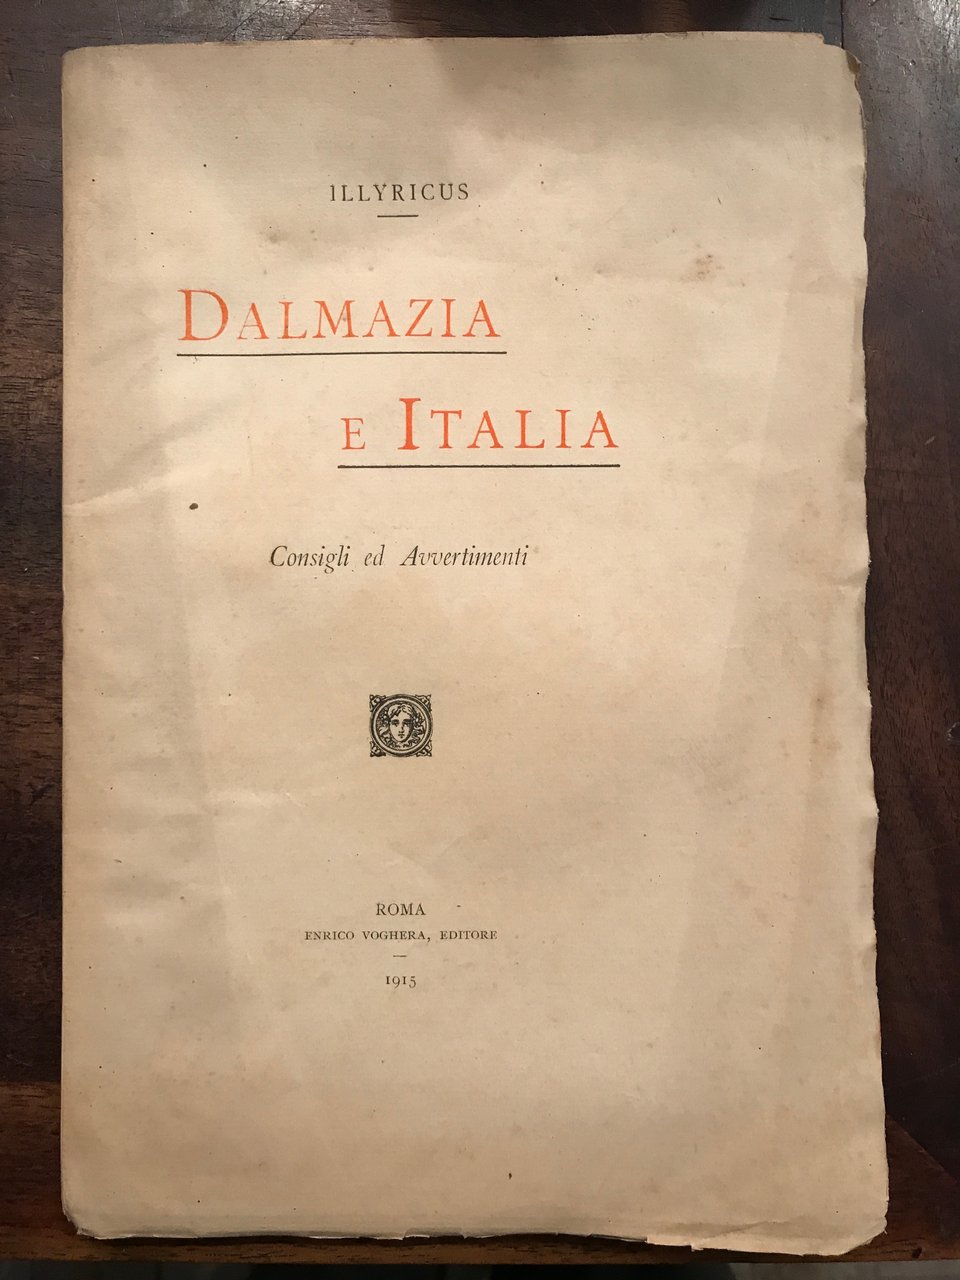 ILLYRICUS
DALMAZIA
E ITALIA
Consigli ed Avvertimenti
ROMA
ENRICO VOGHERA, EDITORE
1915